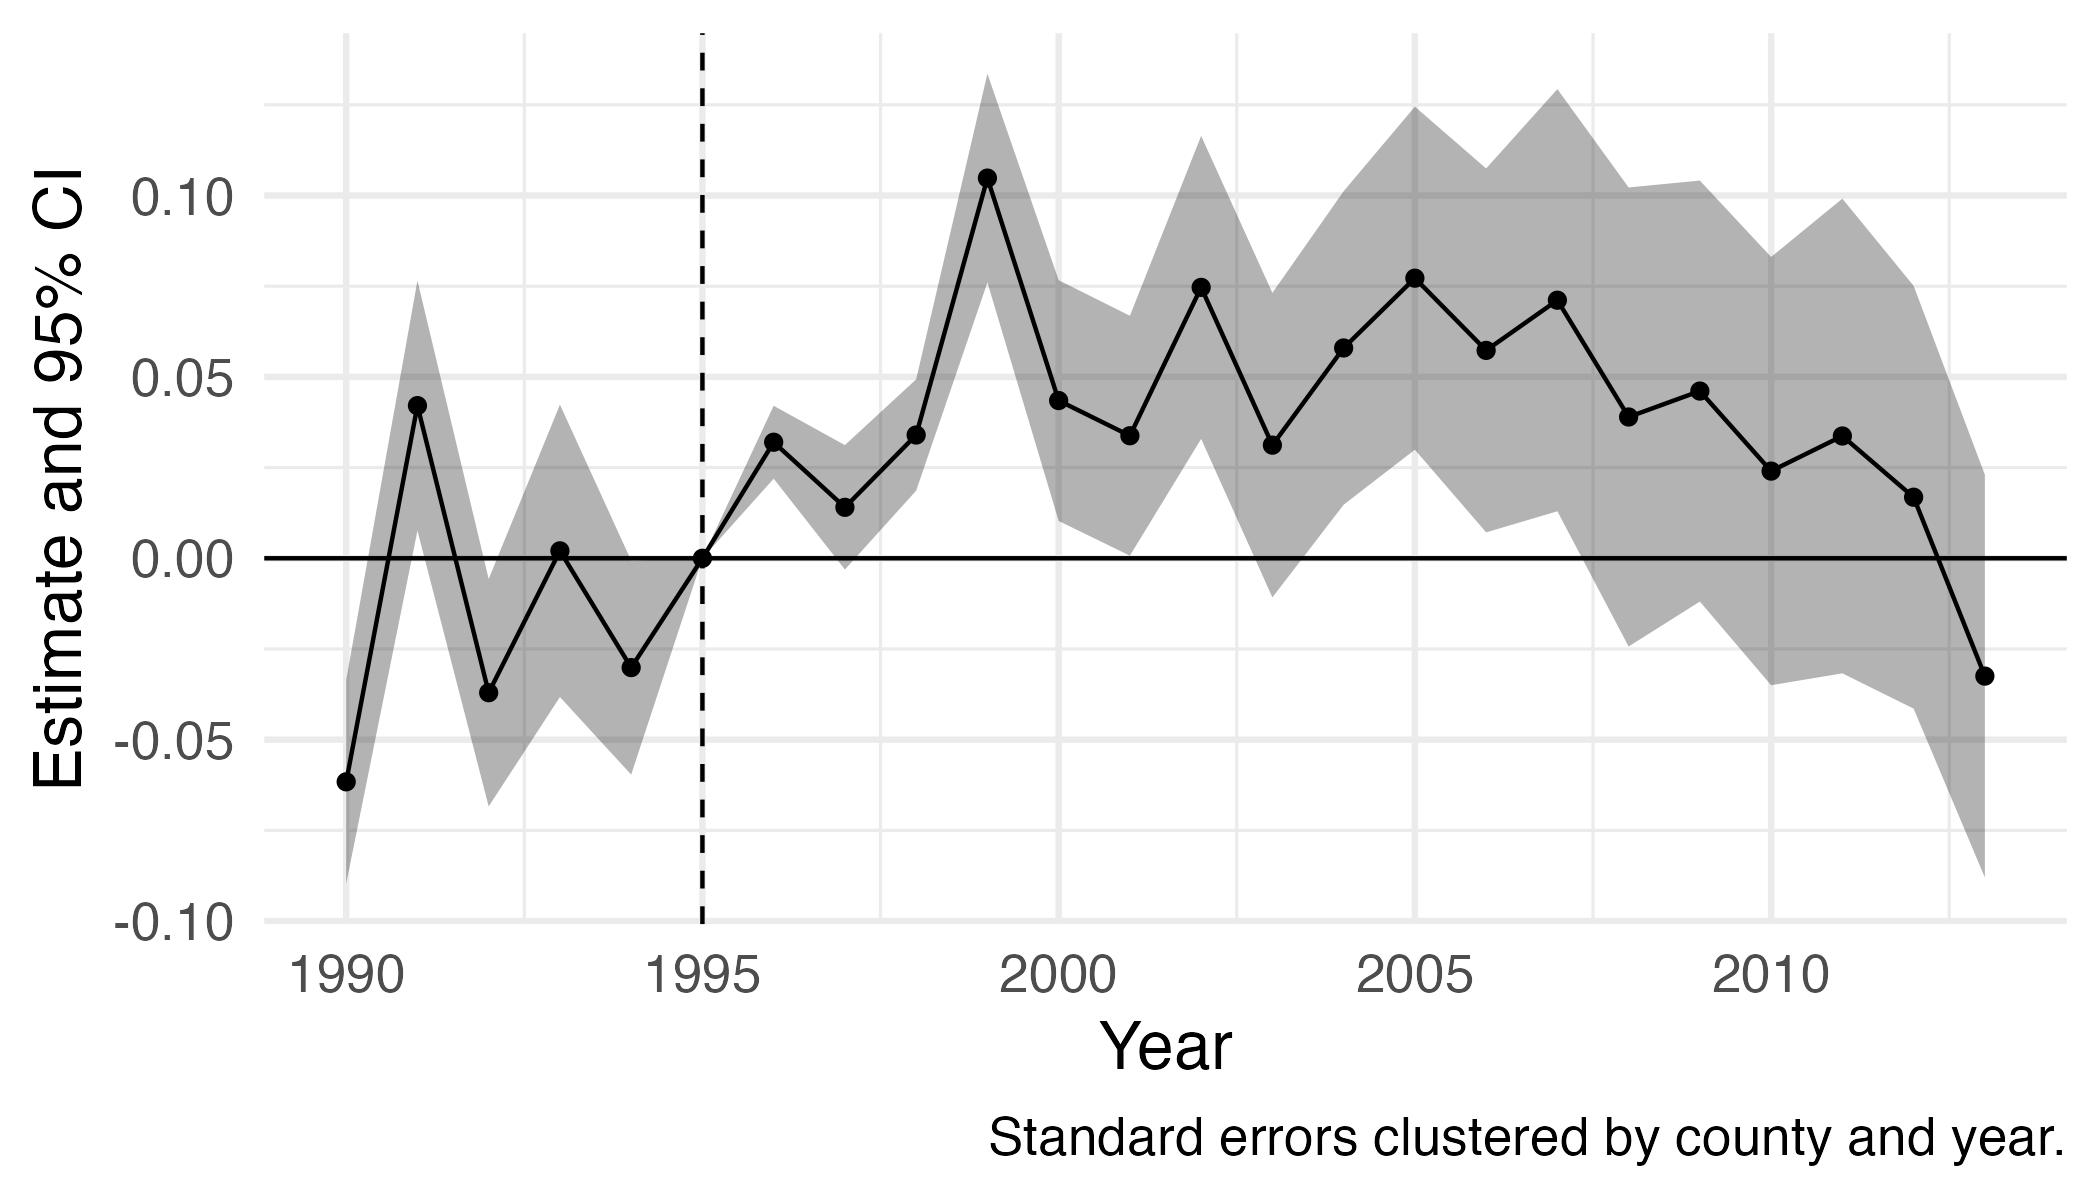 Estimate and 95% CI
0.10
0.05
0.00
-0.05
-0.10
1990 1995 2000 2005 2010
Year
Standard errors clustered by county and year.